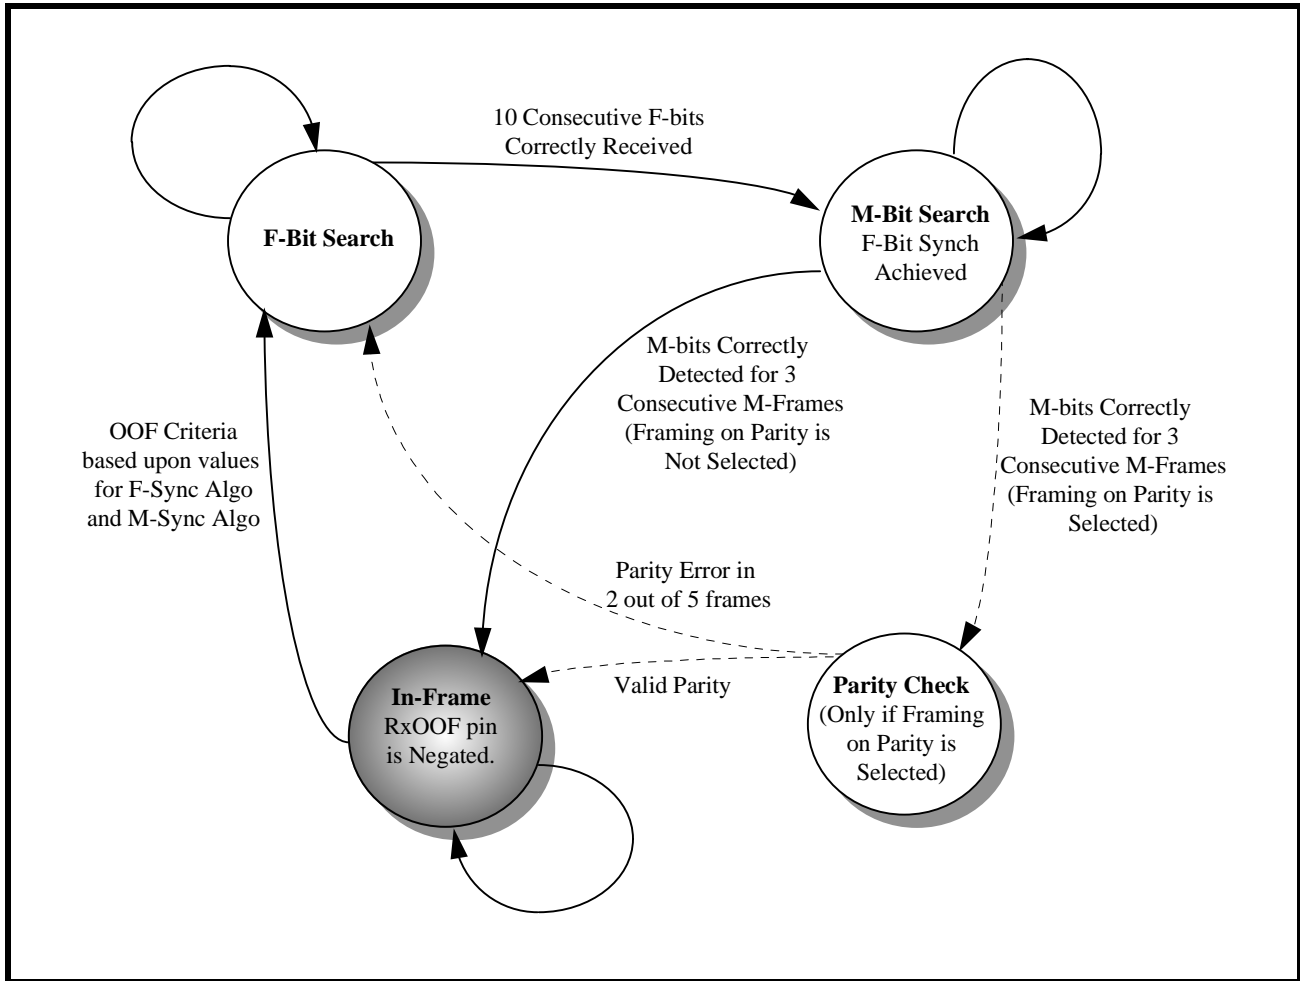 10 Consecutive F-bits
Correctly Received
F-Bit Search
M-Bit Search
F-Bit Synch
Achieved
M-bits Correctly
Detected for 3
Consecutive M-Frames
(Framing on Parity is
Not Selected)
M-bits Correctly
Detected for 3
Consecutive M-Frames
(Framing on Parity is
Selected)
OOF Criteria
based upon values
for F-Sync Algo
and M-Sync Algo
Parity Error in
2 out of 5 frames
Valid Parity
In-Frame
RxOOF pin
is Negated.
Parity Check
(Only if Framing
on Parity is
Selected)